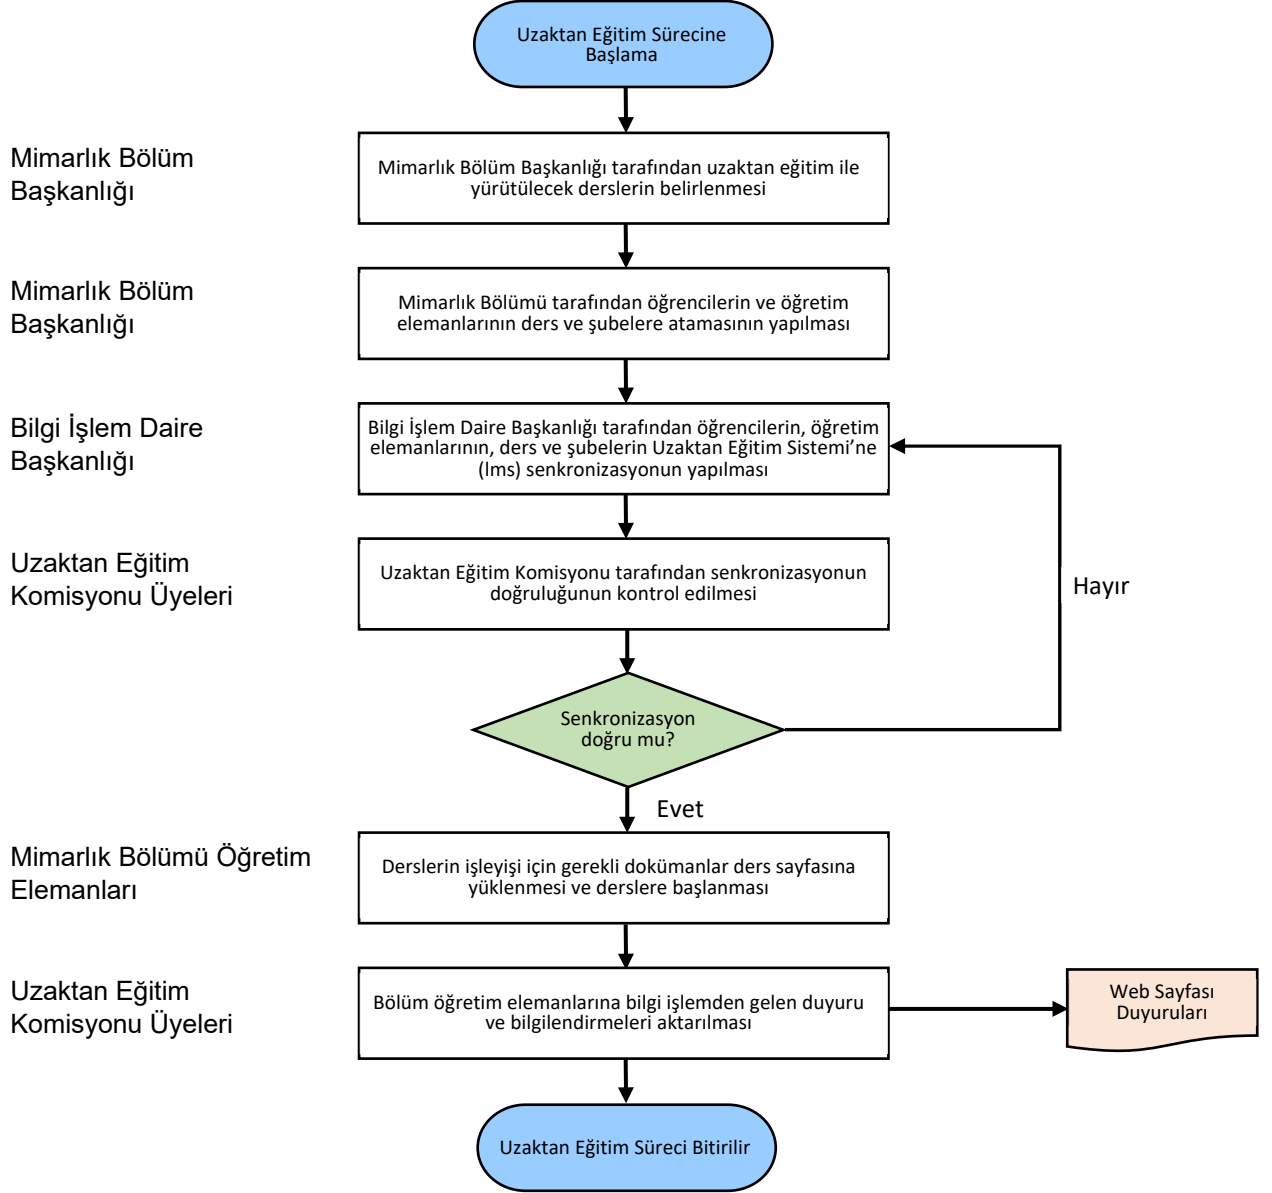 Uzaktan Eğitim Sürecine
Başlama
Mimarlık Bölüm
Başkanlığı
Mimarlık Bölüm Başkanlığı tarafından uzaktan eğitim ile
yürütülecek derslerin belirlenmesi
Mimarlık Bölüm
Başkanlığı
Mimarlık Bölümü tarafından öğrencilerin ve öğretim
elemanlarının ders ve şubelere atamasının yapılması
Bilgi İşlem Daire
Başkanlığı
Bilgi İşlem Daire Başkanlığı tarafından öğrencilerin, öğretim
elemanlarının, ders ve şubelerin Uzaktan Eğitim Sistemi’ne
(lms) senkronizasyonun yapılması
Uzaktan Eğitim
Komisyonu Üyeleri
Uzaktan Eğitim Komisyonu tarafından senkronizasyonun
doğruluğunun kontrol edilmesi
Hayır
Senkronizasyon
doğru mu?
Evet
Mimarlık Bölümü Öğretim
Elemanları
Derslerin işleyişi için gerekli dokümanlar ders sayfasına
yüklenmesi ve derslere başlanması
Uzaktan Eğitim
Komisyonu Üyeleri
Bölüm öğretim elemanlarına bilgi işlemden gelen duyuru
ve bilgilendirmeleri aktarılması
Web Sayfası
Duyuruları
Uzaktan Eğitim Süreci Bitirilir